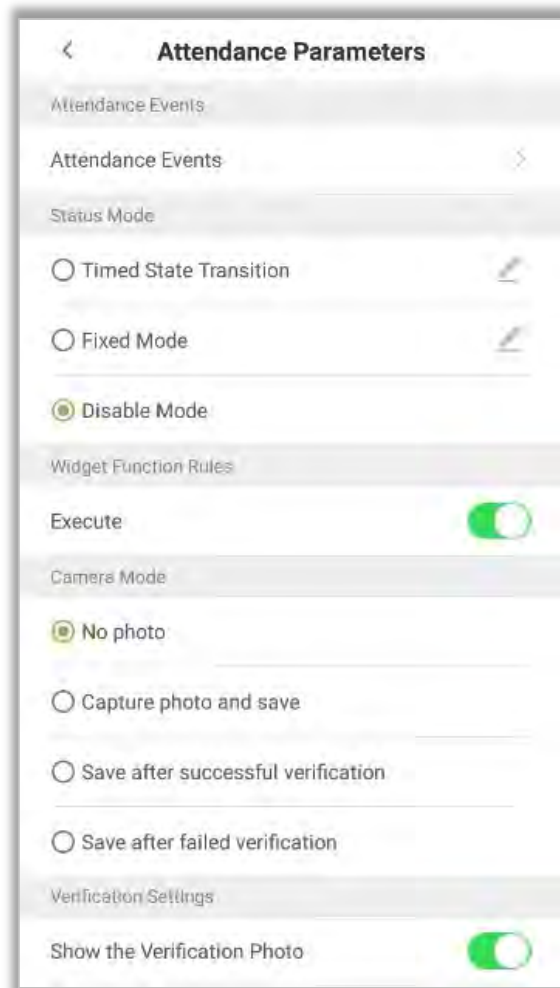 Attendance Parameters
Attendance Events
Attendance Events
Status Mode
Timed State Transition
Fixed Mode
Disable Mode
Widget Function Rules
Execute
Camera Mode
No photo
Capture photo and save
Save after successful verification
Save after failed verification
Verification Settings
Show the Verification Photo